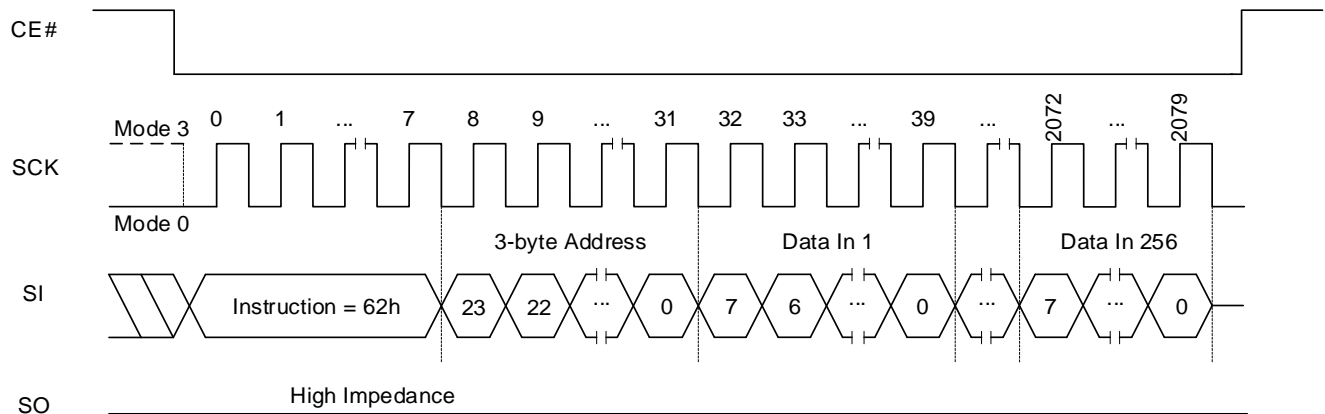 CE#
0 1 ... 7 8 9 ... 31 32 33 ... 39 ... 2072 ... 2079
Mode 3
SCK
Mode 0
3-byte Address Data In 1 Data In 256
SI Instruction = 62h 23 22 ... 0 7 6 ... 0 ... 7 ... 0
High Impedance
SO